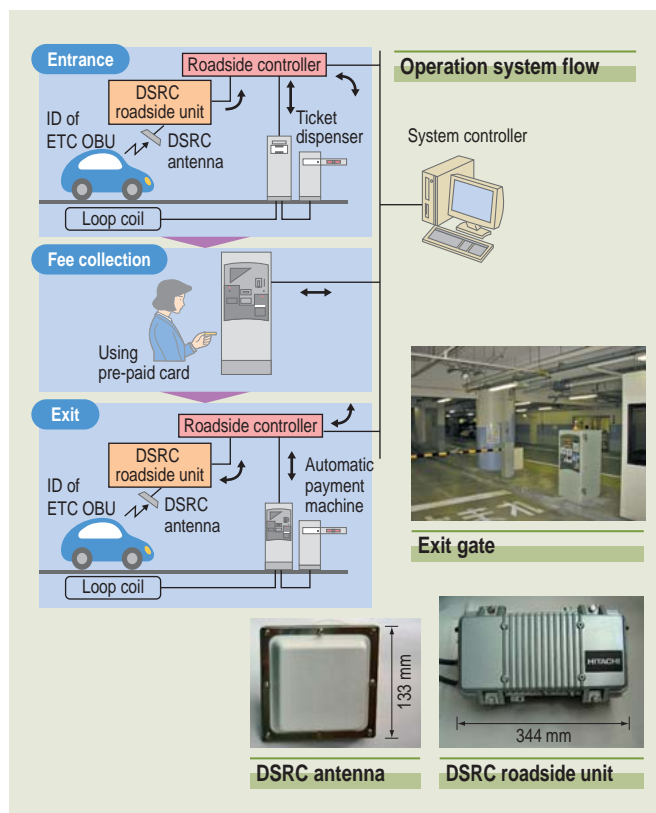 Entrance
Roadside controller
DSRC
roadside unit
ID of
ETC OBU
DSRC
antenna
Ticket
dispenser
Loop coil
Fee collection
Using
pre-paid card
Exit
Roadside controller
DSRC
roadside unit
ID of
ETC OBU
DSRC
antenna
Automatic
payment
machine
Loop coil
Operation system flow
System controller
Exit gate
133 mm
DSRC antenna
HITACHI
344 mm
DSRC roadside unit